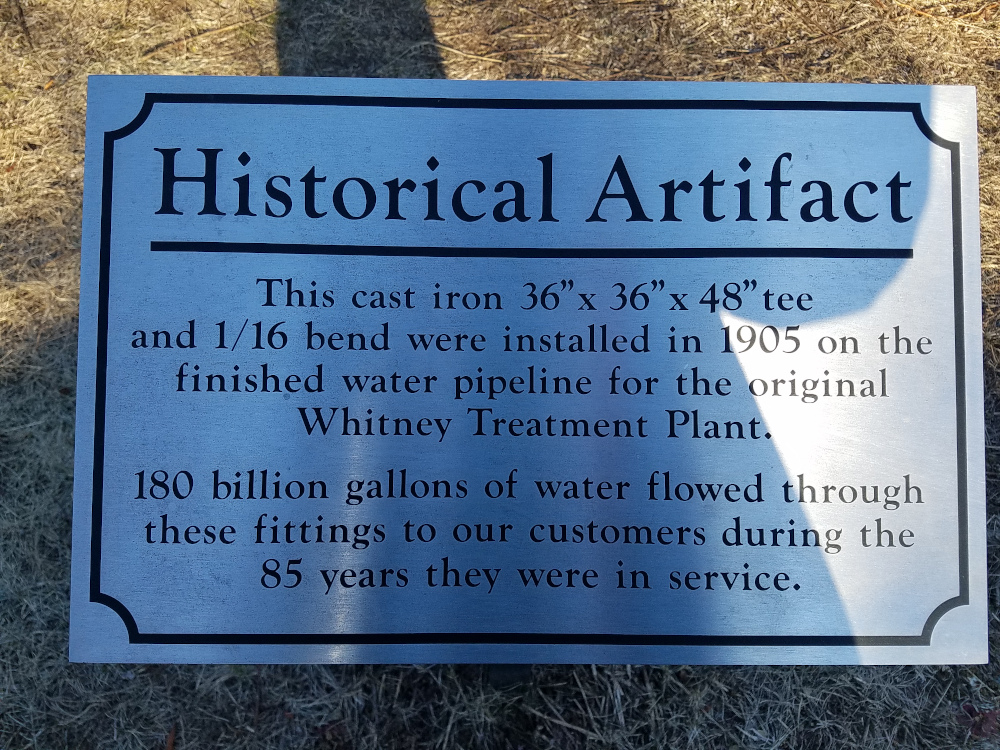 Historical Artifact
This cast iron 36”x 36”x 48”tee
and 1/16 bend were installed in 1905 on the
finished water pipeline for the original
Whitney Treatment Plant.
180 billion gallons of water flowed through
these fittings to our customers during the
85 years they were in service.